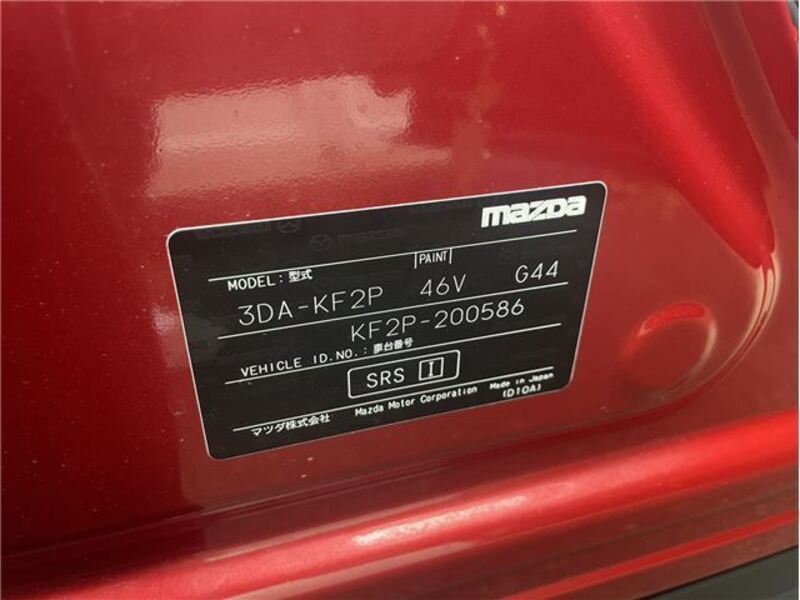 mazda
MODEL: 型式 PAINT
3DA-KF2P 46V G44
KF2P-200586
VEHICLE ID.NO.: 車台番号
SRS I
マツダ株式会社 Mazda Motor Corporation Made in Japan
(D10A)